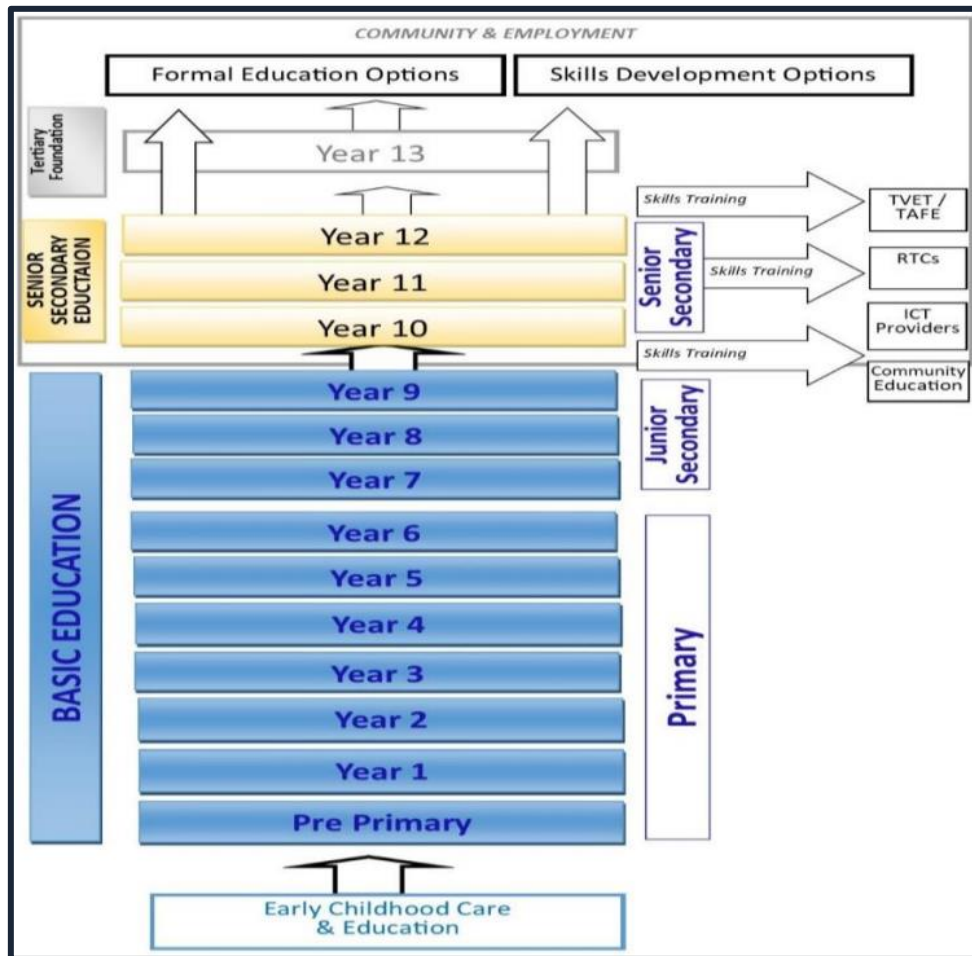 COMMUNITY & EMPLOYMENT
Formal Education Options
Skills Development Options
Tertiary
Foundation
Year 13
Skills Training
TVET /
TAFE
SENIOR
SECONDARY
EDUCTAION
Year 12
Year 11
Year 10
Senior
Secondary
Skills Training
RTCs
ICT
Providers
Skills Training
Community
Education
BASIC EDUCATION
Year 9
Year 8
Year 7
Junior
Secondary
Year 6
Year 5
Year 4
Year 3
Year 2
Year 1
Pre Primary
Primary
Early Childhood Care
& Education